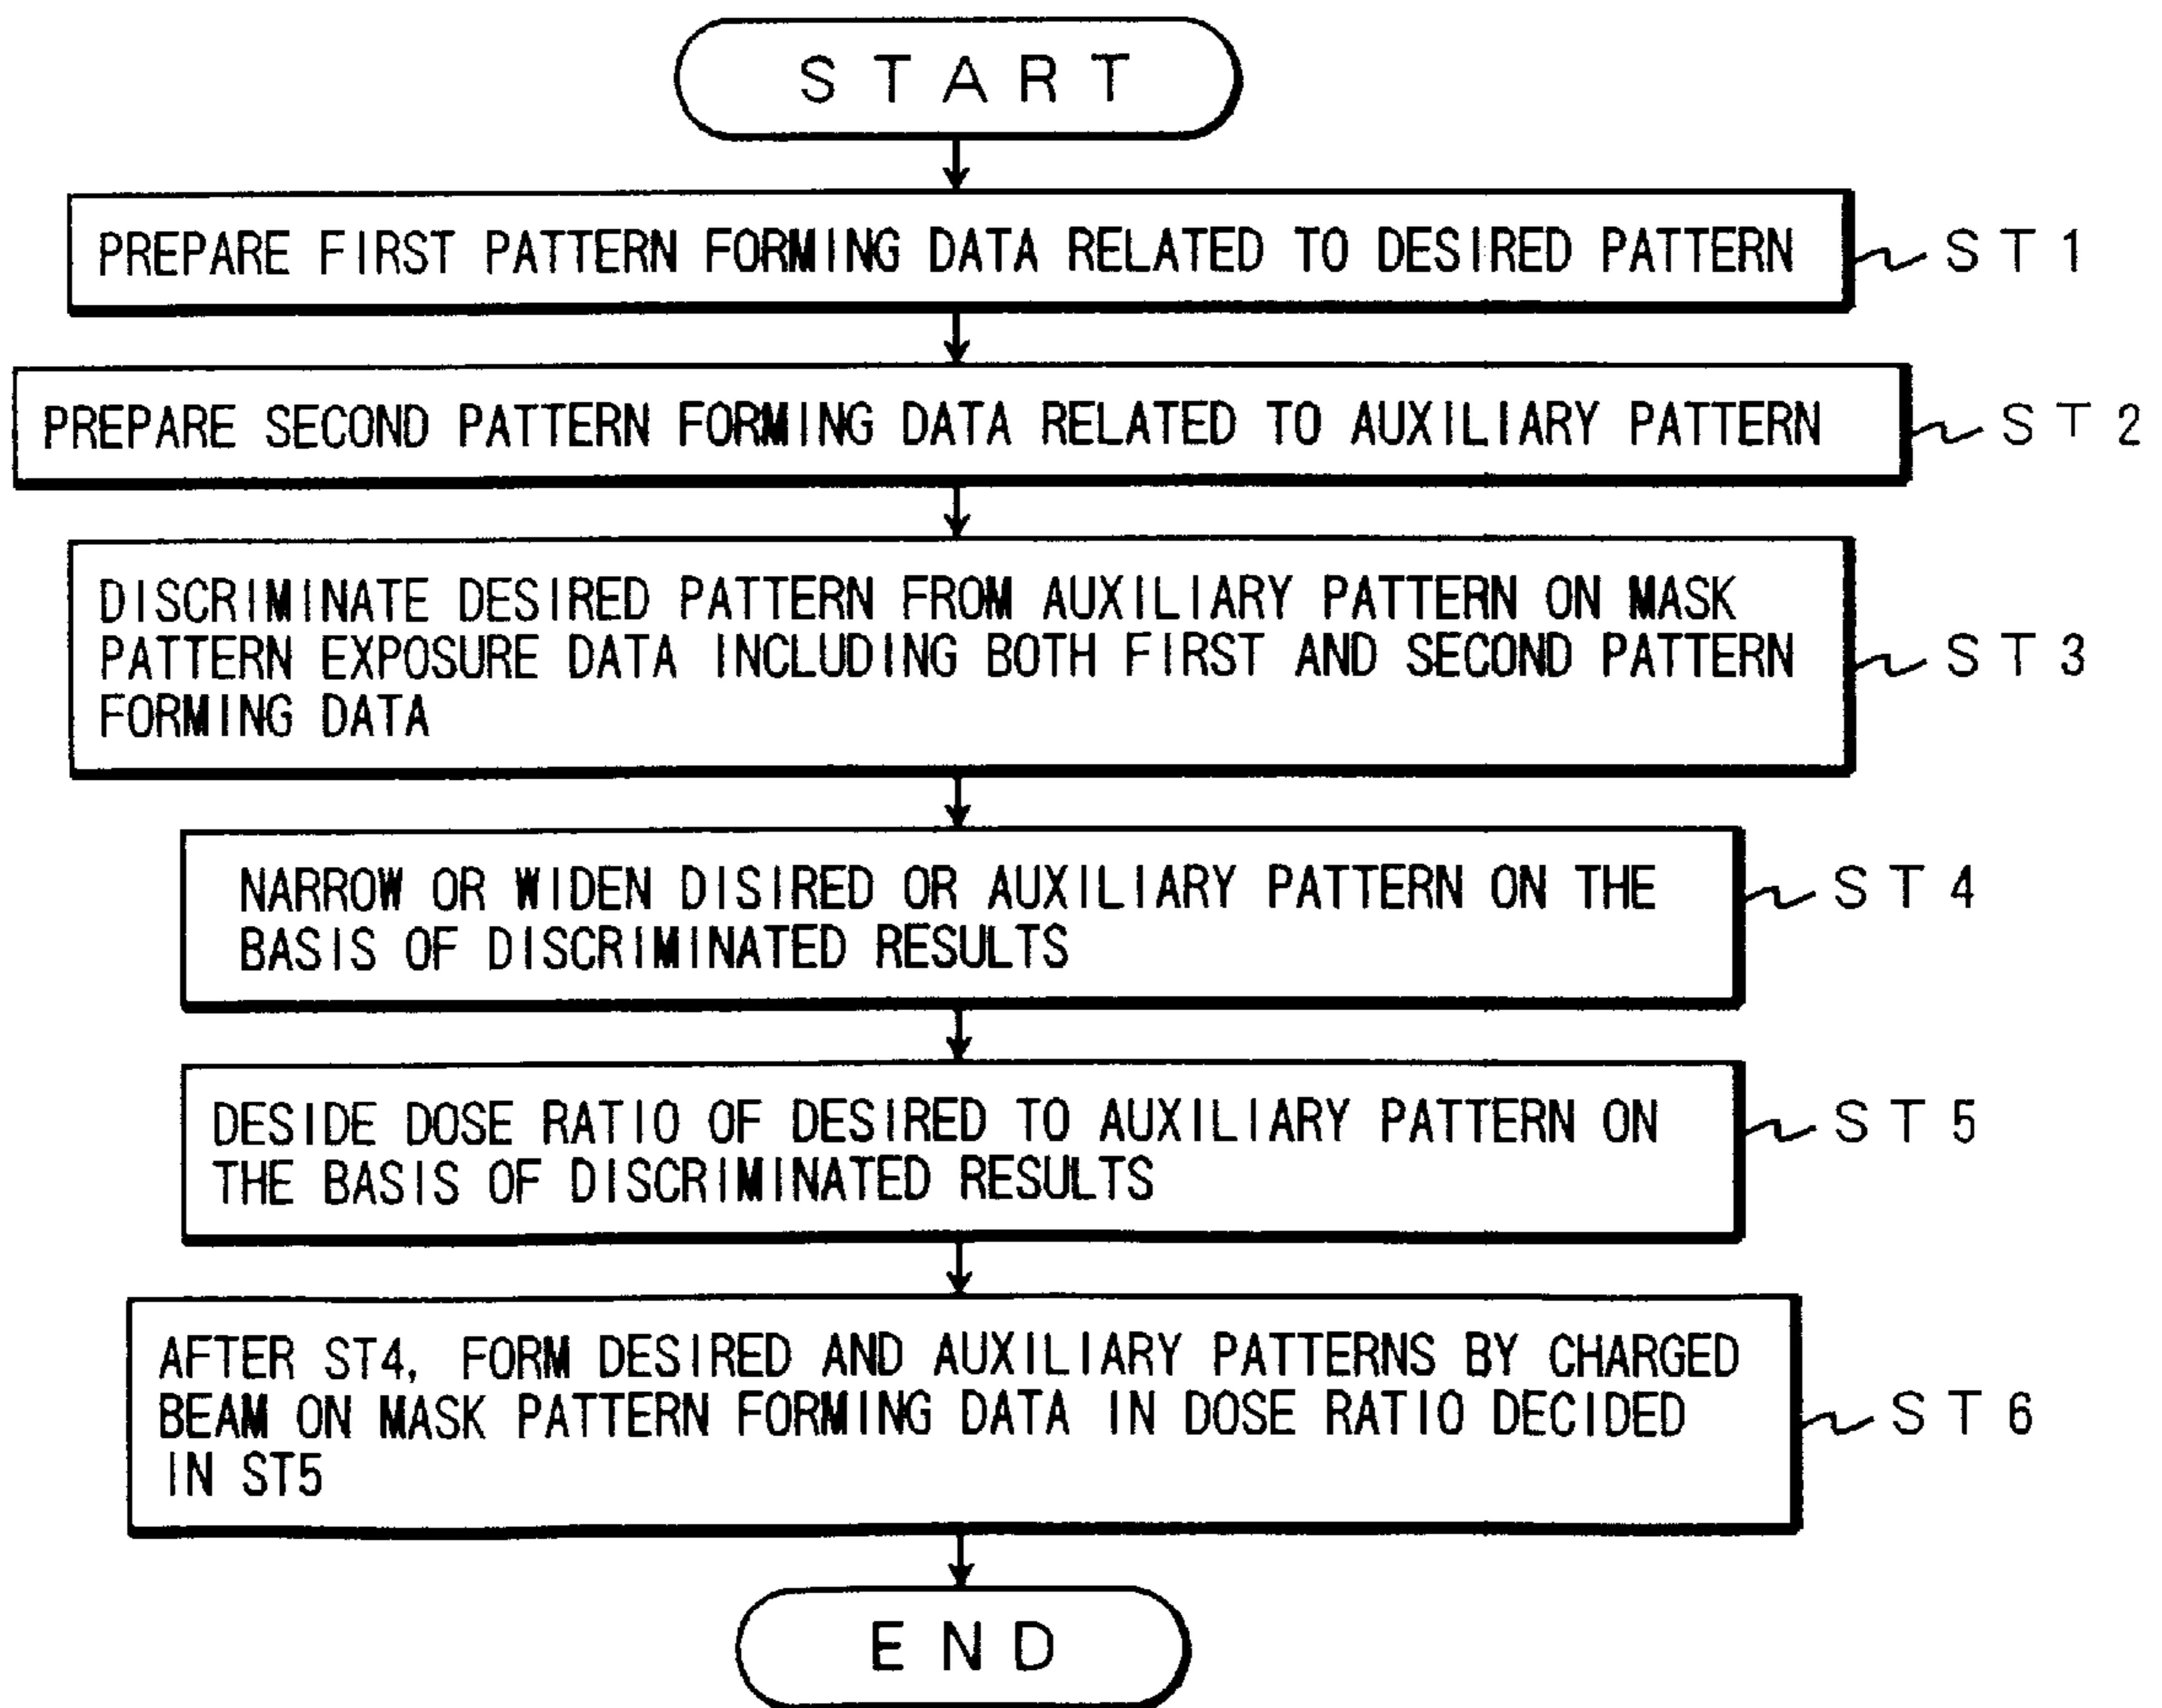 START
PREPARE FIRST PATTERN FORMING DATA RELATED TO DESIRED PATTERN
ST1
PREPARE SECOND PATTERN FORMING DATA RELATED TO AUXILIARY PATTERN
ST2
DISCRIMINATE DESIRED PATTERN FROM AUXILIARY PATTERN ON MASK
PATTERN EXPOSURE DATA INCLUDING BOTH FIRST AND SECOND PATTERN
FORMING DATA
ST3
NARROW OR WIDEN DISIRED OR AUXILIARY PATTERN ON THE
BASIS OF DISCRIMINATED RESULTS
ST4
DESIDE DOSE RATIO OF DESIRED TO AUXILIARY PATTERN ON
THE BASIS OF DISCRIMINATED RESULTS
ST5
AFTER ST4, FORM DESIRED AND AUXILIARY PATTERNS BY CHARGED
BEAM ON MASK PATTERN FORMING DATA IN DOSE RATIO DECIDED
IN ST5
ST6
END